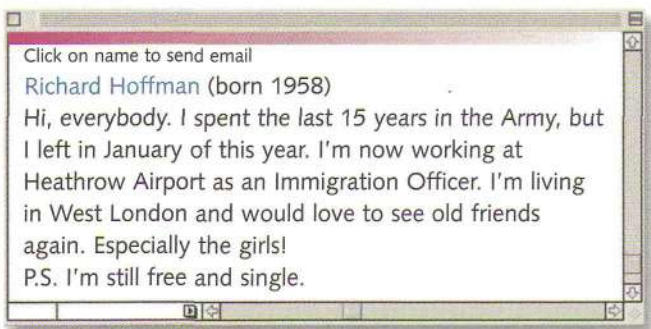 Click on name to send email
Richard Hoffman (born 1958)
Hi, everybody. I spent the last 15 years in the Army, but
I left in January of this year. I'm now working at
Heathrow Airport as an Immigration Officer. I'm living
in West London and would love to see old friends
again. Especially the girls!
P.S. I'm still free and single.